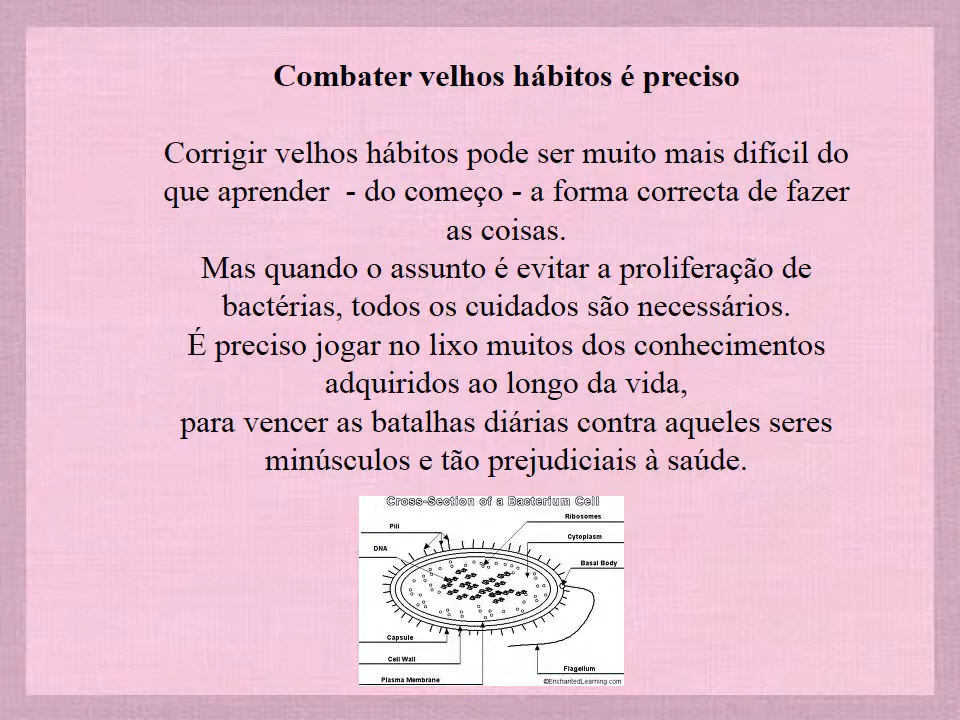 Combater velhos hábitos é preciso
Corrigir velhos hábitos pode ser muito mais difícil do
que aprender - do começo - a forma correcta de fazer
as coisas.
Mas quando o assunto é evitar a proliferação de
bactérias, todos os cuidados são necessários.
É preciso jogar no lixo muitos dos conhecimentos
adquiridos ao longo da vida,
para vencer as batalhas diárias contra aqueles seres
minúsculos e tão prejudiciais à saúde.
Cross-Section of a Bacterium Cell
Ribosomes
Pili
Cytoplasm
DNA
Basal Body
Capsule
Cell Wall
Flagellum
Plasma Membrane
©EnchantedLearning.com